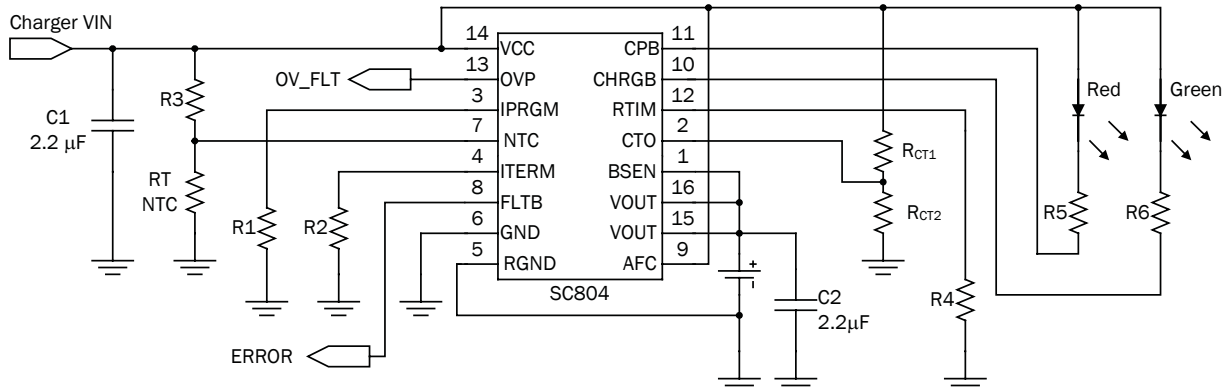 Charger VIN
14
VCC
CPB
11
13
OV_FLT
OVP
CHRGB
10
3
IPRGM
RTIM
12
7
NTC
CTO
2
4
ITERM
BSEN
1
8
FLTB
VOUT
16
6
GND
VOUT
15
5
RGND
AFC
9
SC804
C1
2.2 μF
R3
RT
NTC
R1
R2
ERROR
+
C2
2.2μF
RCT1
RCT2
R4
Red
Green
R5
R6